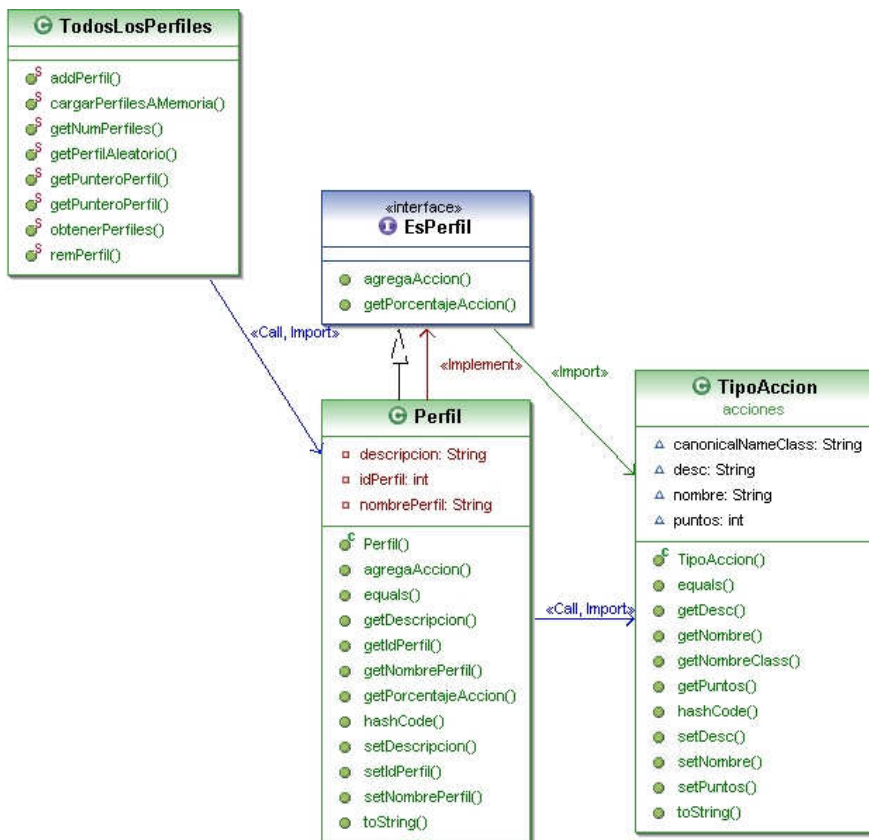 TodosLosPerfiles
addPerfil()
cargarPerfilesAMemoria()
getNumPerfiles()
getPerfilAleatorio()
getPunteroPerfil()
getPunteroPerfil()
obtenerPerfiles()
remPerfil()
«interface»
EsPerfil
agregaAccion()
getPorcentajeAccion()
«Call, Import»
«Implement»
«Import»
Perfil
descripcion: String
idPerfil: int
nombrePerfil: String
Perfil()
agregaAccion()
equals()
getDescripcion()
getIdPerfil()
getNombrePerfil()
getPorcentajeAccion()
hashCode()
setDescripcion()
setIdPerfil()
setNombrePerfil()
toString()
«Call, Import»
TipoAccion
acciones
canonicalNameClass: String
desc: String
nombre: String
puntos: int
TipoAccion()
equals()
getDesc()
getNombre()
getNombreClass()
getPuntos()
hashCode()
setDesc()
setNombre()
setPuntos()
toString()